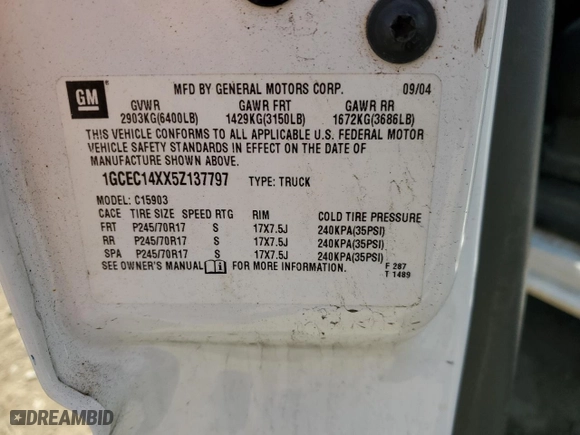 GM
MFD BY GENERAL MOTORS CORP. 09/04
GVWR GAWR FRT GAWR RR
2903KG(6400LB) 1429KG(3150LB) 1672KG(3686LB)
THIS VEHICLE CONFORMS TO ALL APPLICABLE U.S. FEDERAL MOTOR
VEHICLE SAFETY STANDARDS IN EFFECT ON THE DATE OF
MANUFACTURE SHOWN ABOVE.
1GCEC14XX5Z137797 TYPE: TRUCK
MODEL: C15903
CACE TIRE SIZE SPEED RTG RIM COLD TIRE PRESSURE
FRT P245/70R17 S 17X7.5J 240KPA(35PSI)
RR P245/70R17 S 17X7.5J 240KPA(35PSI)
SPA P245/70R17 S 17X7.5J 240KPA(35PSI)
SEE OWNER'S MANUAL FOR MORE INFORMATION. F 287
T 1489
DREAMBID